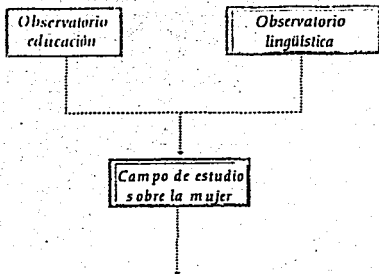 Observatorio
educación
Observatorio
lingüística
Campo de estudio
sobre la mujer